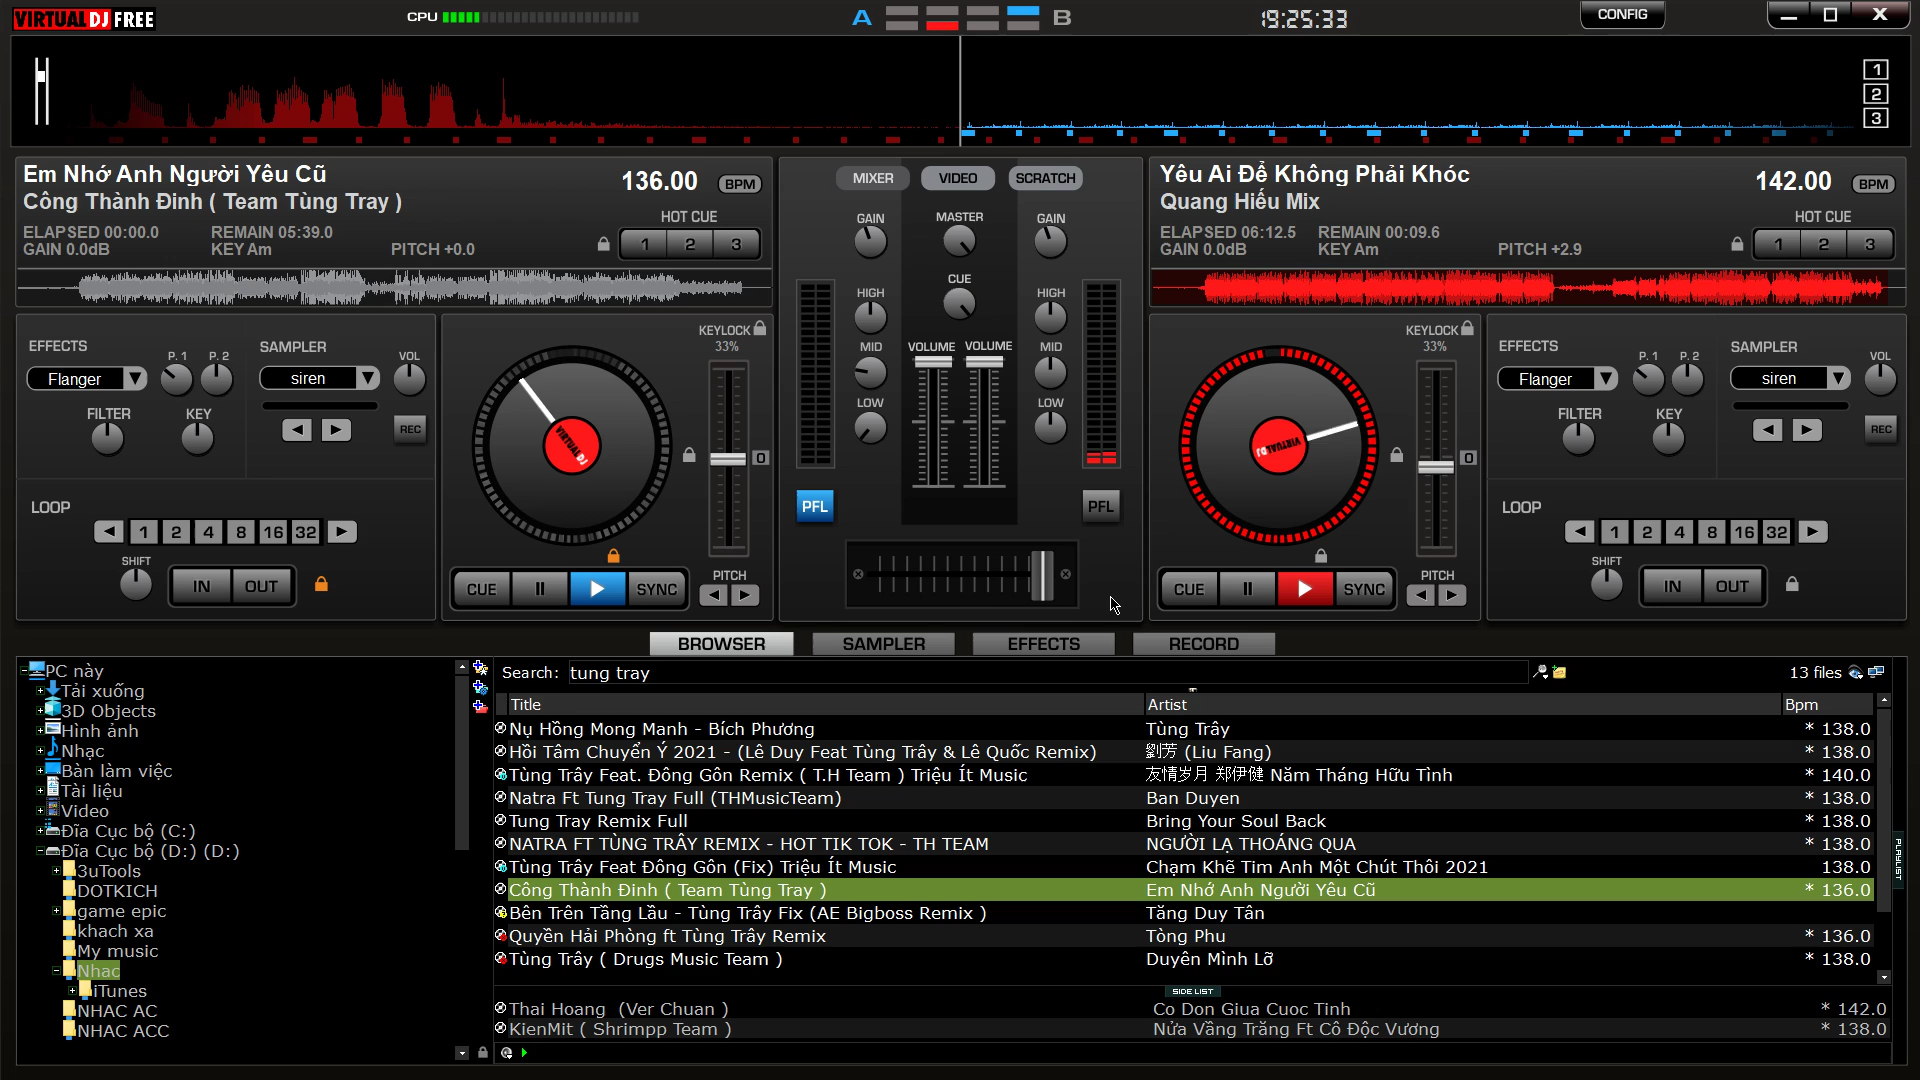 VIRTUAL DJ FREE
CPU
A
B
19:25:33
CONFIG
X
1
2
3
Em Nhớ Anh Người Yêu Cũ
Công Thành Đinh ( Team Tùng Tray )
136.00 BPM
HOT CUE
ELAPSED 00:00.0 REMAIN 05:39.0
GAIN 0.0dB KEY Am PITCH +0.0
1 2 3
MIXER VIDEO SCRATCH
GAIN MASTER GAIN
CUE
HIGH HIGH
VOLUME VOLUME
MID MID
LOW LOW
PFL PFL
Yêu Ai Để Không Phải Khóc
Quang Hiếu Mix
142.00 BPM
HOT CUE
ELAPSED 06:12.5 REMAIN 00:09.6
GAIN 0.0dB KEY Am PITCH +2.9
1 2 3
EFFECTS P. 1 P. 2 SAMPLER VOL
Flanger siren
FILTER KEY REC
LOOP
1 2 4 8 16 32
SHIFT IN OUT
KEYLOCK
33%
VIRTUAL DJ
0
CUE SYNC PITCH
KEYLOCK
33%
VIRTUAL DJ
0
CUE SYNC PITCH
EFFECTS P. 1 P. 2 SAMPLER VOL
Flanger siren
FILTER KEY REC
LOOP
1 2 4 8 16 32
SHIFT IN OUT
BROWSER SAMPLER EFFECTS RECORD
PC này
Tải xuống
3D Objects
Hình ảnh
Nhạc
Bàn làm việc
Tài liệu
Video
Đĩa Cục bộ (C:)
Đĩa Cục bộ (D:) (D:)
3uTools
DOTKICH
game epic
khach xa
My music
Nhac
iTunes
NHAC AC
NHAC ACC
Search: tung tray
13 files
Title Artist Bpm
Nụ Hồng Mong Manh - Bích Phương Tùng Trây * 138.0
Hồi Tâm Chuyển Ý 2021 - (Lê Duy Feat Tùng Trây & Lê Quốc Remix) 劉芳 (Liu Fang) * 138.0
Tùng Trây Feat. Đông Gôn Remix ( T.H Team ) Triệu Ít Music 友情岁月 郑伊健 Năm Tháng Hữu Tình * 140.0
Natra Ft Tung Tray Full (THMusicTeam) Ban Duyen * 138.0
Tung Tray Remix Full Bring Your Soul Back * 138.0
NATRA FT TÙNG TRÂY REMIX - HOT TIK TOK - TH TEAM NGƯỜI LẠ THOÁNG QUA * 138.0
Tùng Trây Feat Đông Gôn (Fix) Triệu Ít Music Chạm Khẽ Tim Anh Một Chút Thôi 2021 138.0
Công Thành Đinh ( Team Tùng Tray ) Em Nhớ Anh Người Yêu Cũ * 136.0
Bên Trên Tầng Lầu - Tùng Trây Fix (AE Bigboss Remix ) Tăng Duy Tân
Quyền Hải Phòng ft Tùng Trây Remix Tòng Phu * 136.0
Tùng Trây ( Drugs Music Team ) Duyên Mình Lỡ * 138.0
PLAYLIST
SIDE LIST
Thai Hoang (Ver Chuan ) Co Don Giua Cuoc Tinh * 142.0
KienMit ( Shrimpp Team ) Nửa Vầng Trăng Ft Cô Độc Vương * 138.0